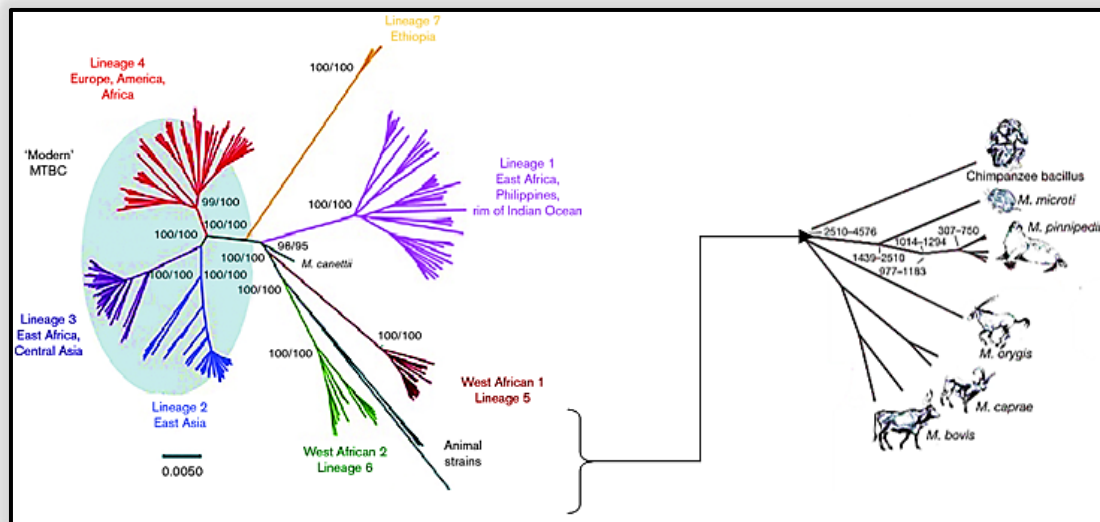 Lineage 7
Ethiopia
100/100
Lineage 4
Europe, America,
Africa
'Modern'
MTBC
99/100
100/100
100/100
100/100
100/100
Lineage 3
East Africa,
Central Asia
Lineage 2
East Asia
0.0050
Lineage 1
East Africa,
Philippines,
rim of Indian Ocean
100/100
98/95
M. canettii
100/100
100/100
100/100
100/100
West African 1
Lineage 5
West African 2
Lineage 6
Animal
strains
Chimpanzee bacillus
M. microti
M. pinnipedii
2510–4576
1014–1294
307–750
1439–2510
977–1183
M. orygis
M. caprae
M. bovis